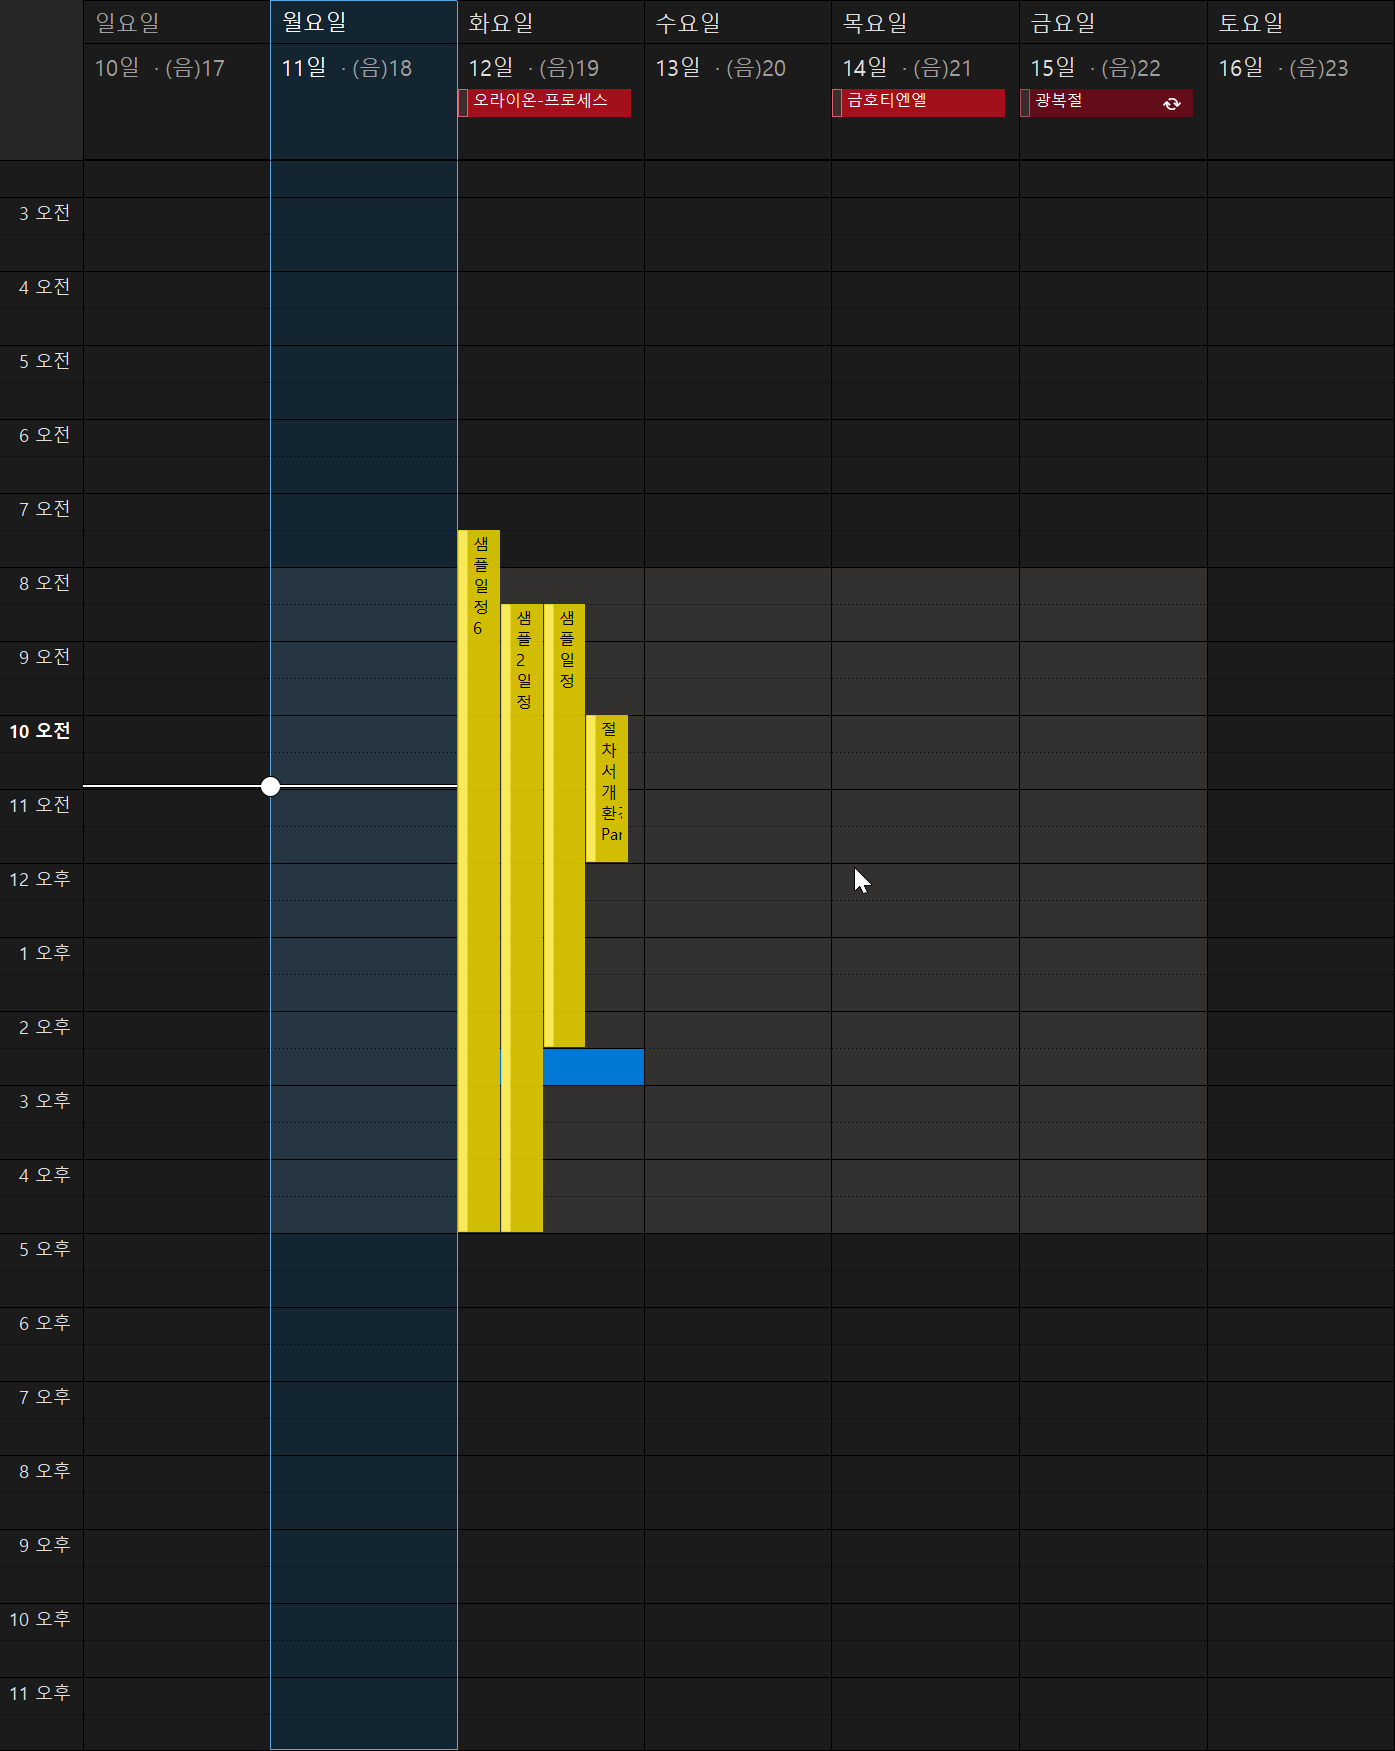 일요일
월요일
화요일
수요일
목요일
금요일
토요일
10일 · (음)17
11일 · (음)18
12일 · (음)19
13일 · (음)20
14일 · (음)21
15일 · (음)22
16일 · (음)23
오라이온-프로세스
금호티엔엘
광복절
3 오전
4 오전
5 오전
6 오전
7 오전
샘
플
일
정
6
8 오전
샘
플
2
일
정
샘
플
일
정
9 오전
10 오전
절
차
서
개
환
Par
11 오전
12 오후
1 오후
2 오후
3 오후
4 오후
5 오후
6 오후
7 오후
8 오후
9 오후
10 오후
11 오후